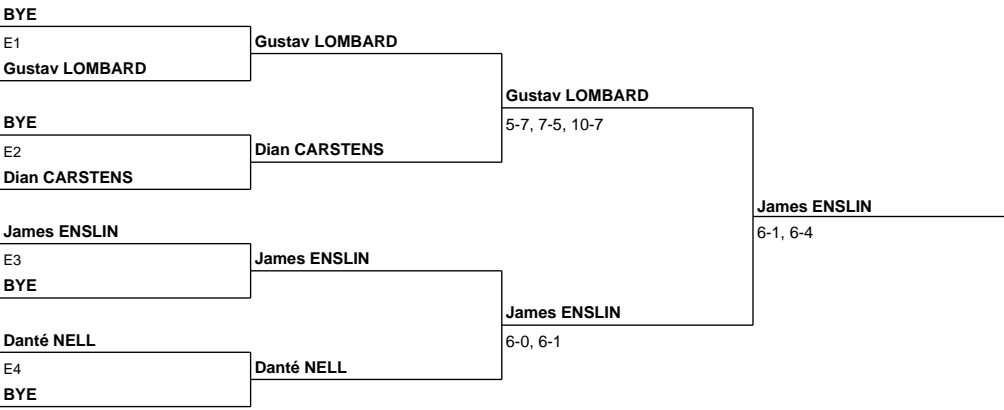 BYE
E1
Gustav LOMBARD
BYE
E2
Dian CARSTENS
James ENSLIN
E3
BYE
Danté NELL
E4
BYE
Gustav LOMBARD
Dian CARSTENS
James ENSLIN
Danté NELL
Gustav LOMBARD
5-7, 7-5, 10-7
James ENSLIN
6-0, 6-1
James ENSLIN
6-1, 6-4